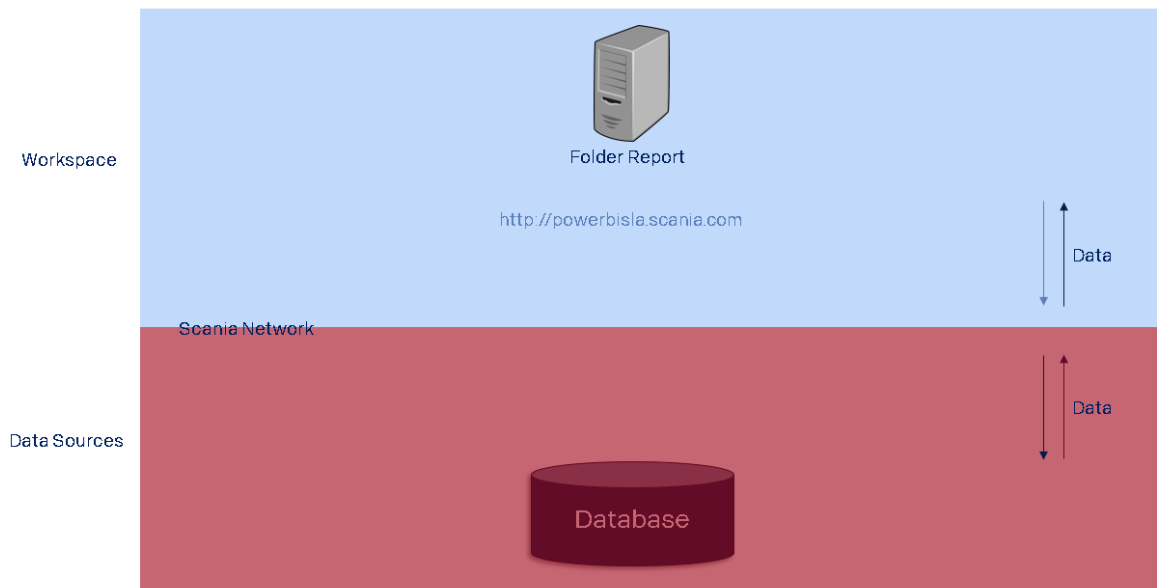 Folder Report
Workspace
http://powerbisla.scania.com
Data
Scania Network
Data
Data Sources
Database